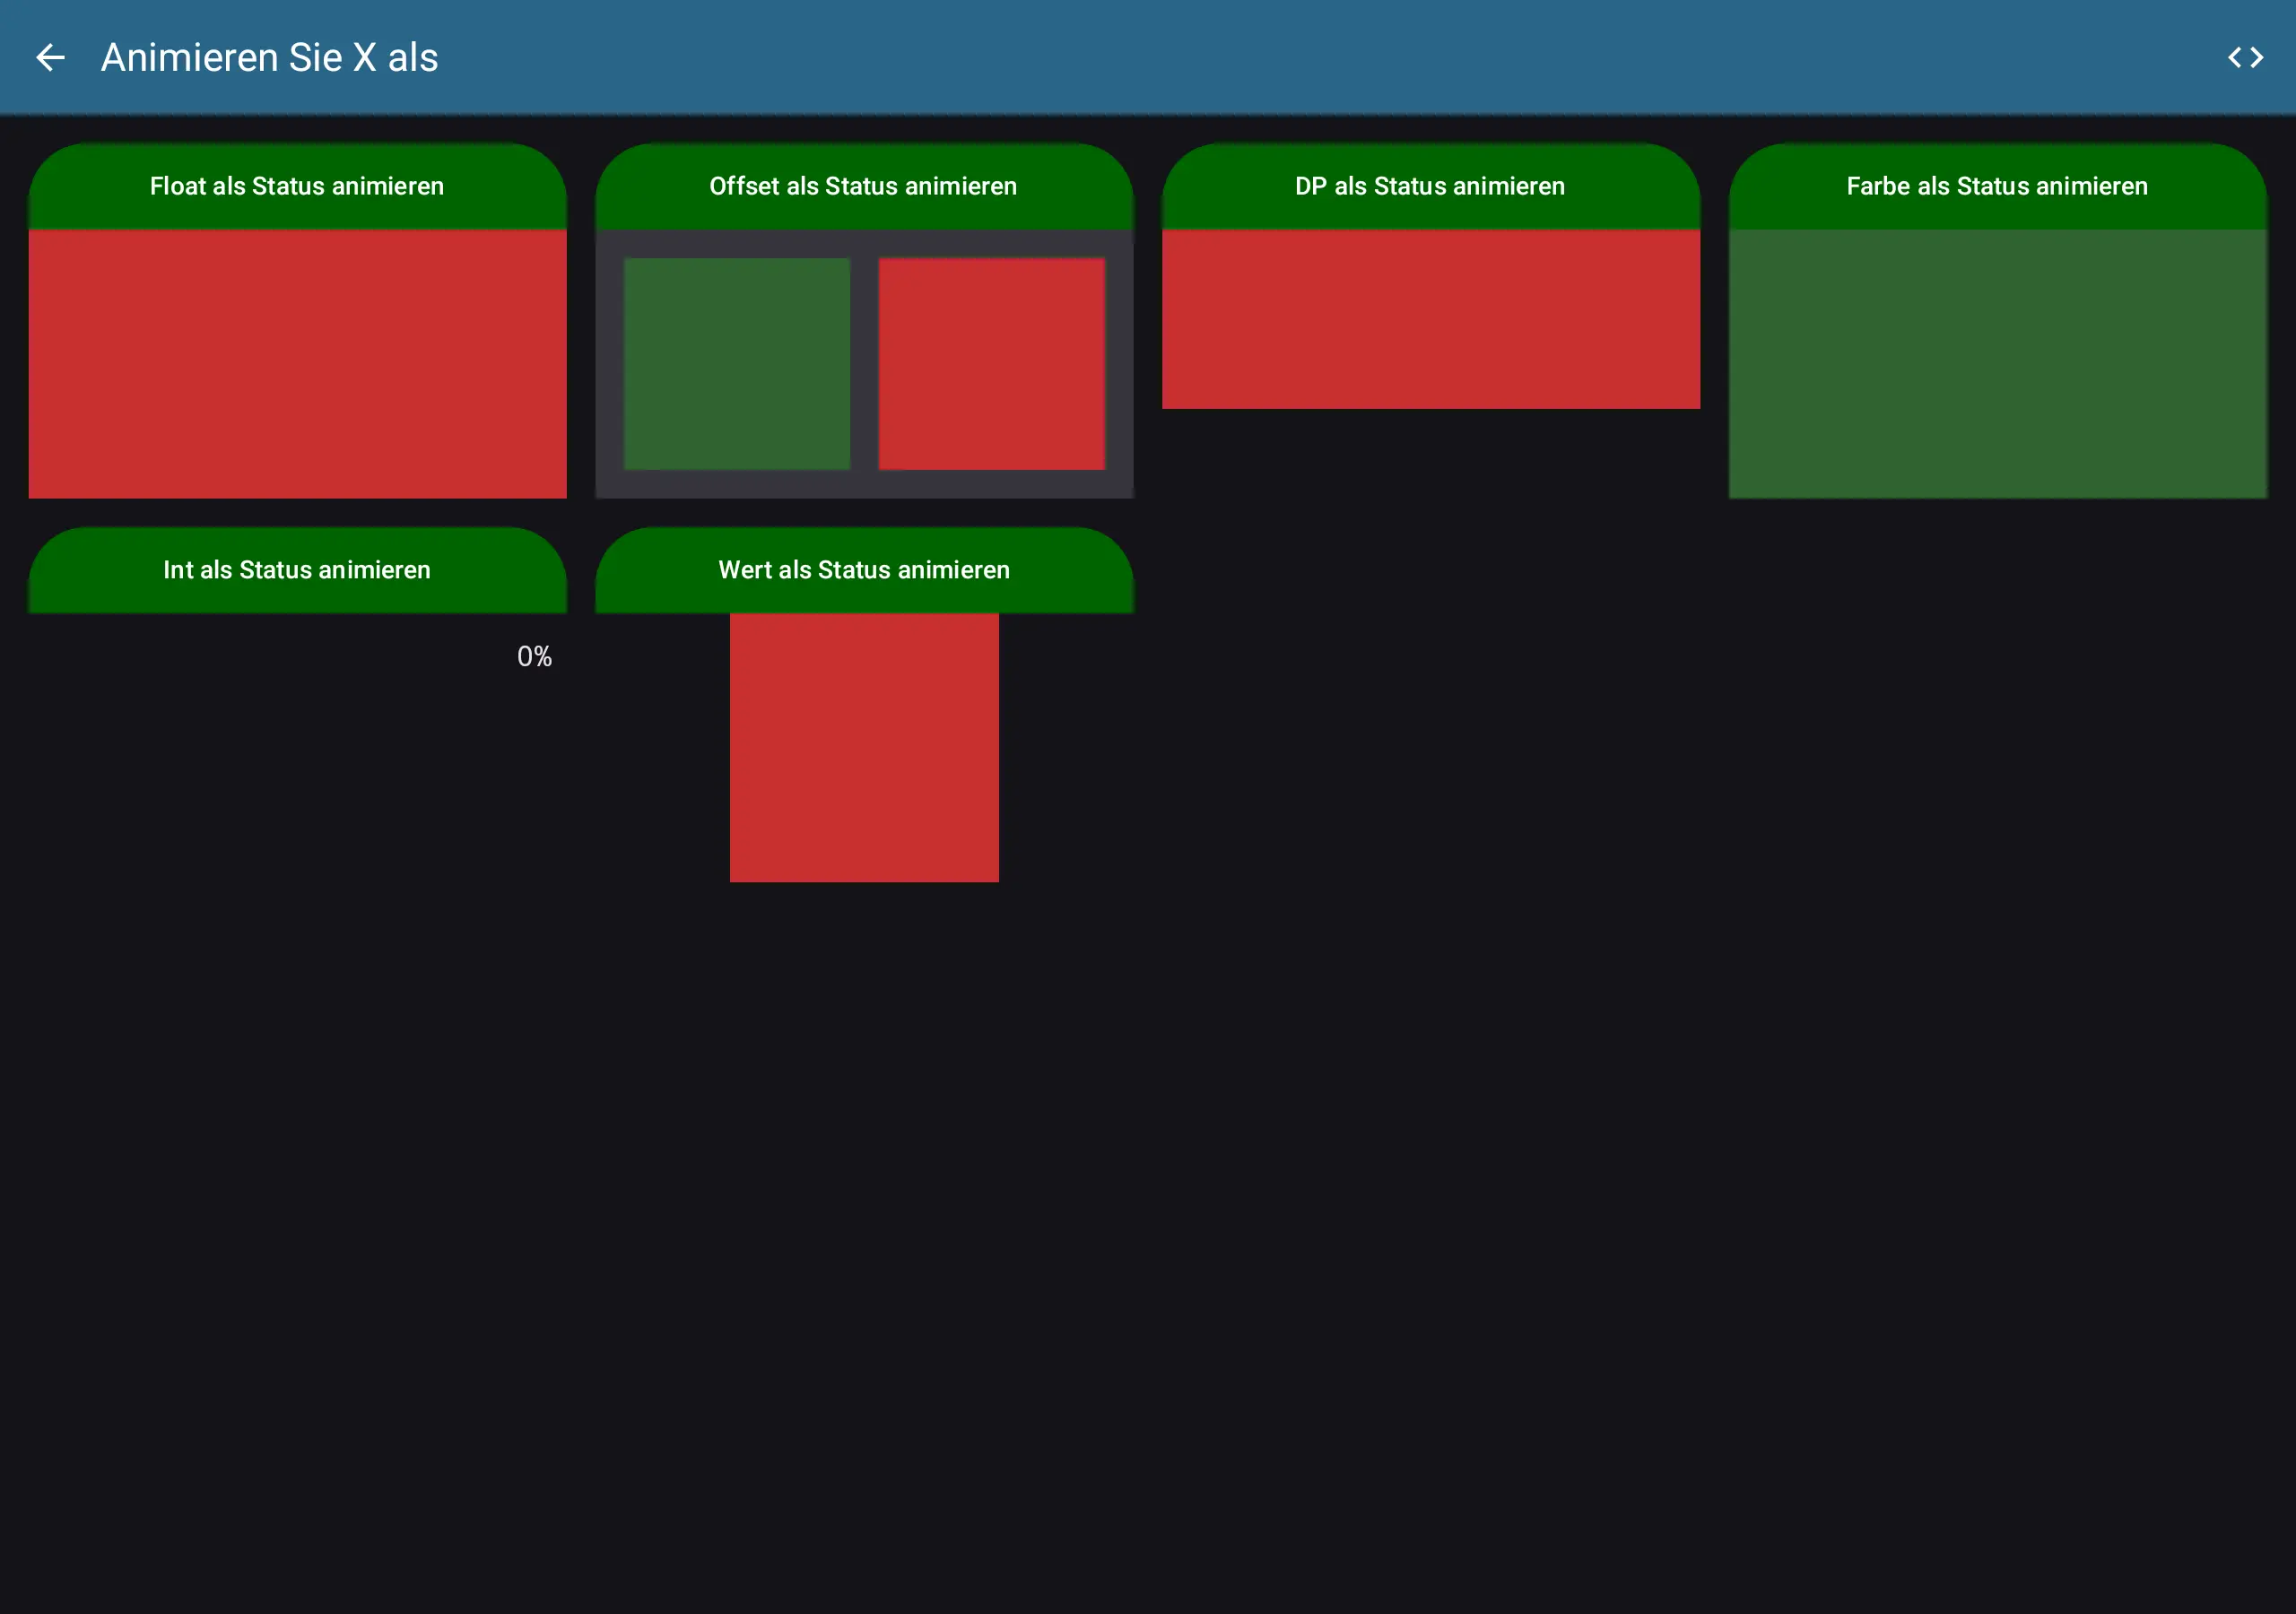 Animieren Sie X als
Float als Status animieren
Offset als Status animieren
DP als Status animieren
Farbe als Status animieren
Int als Status animieren
Wert als Status animieren
0%